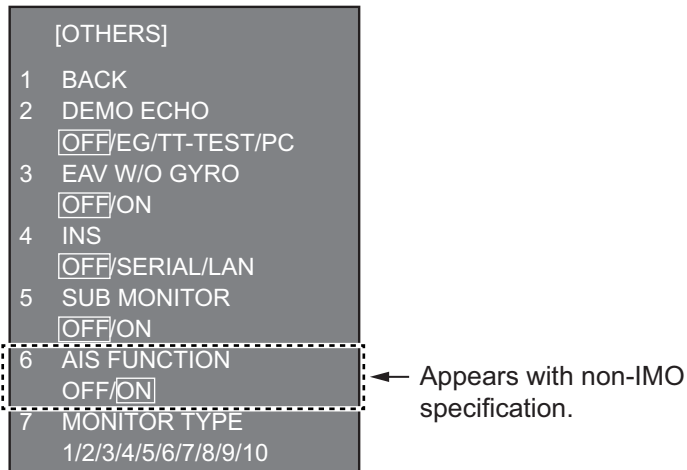 [OTHERS]
1 BACK
2 DEMO ECHO
OFF/EG/TT-TEST/PC
3 EAV W/O GYRO
OFF/ON
4 INS
OFF/SERIAL/LAN
5 SUB MONITOR
OFF/ON
6 AIS FUNCTION
OFF/ON
7 MONITOR TYPE
1/2/3/4/5/6/7/8/9/10
Appears with non-IMO
specification.